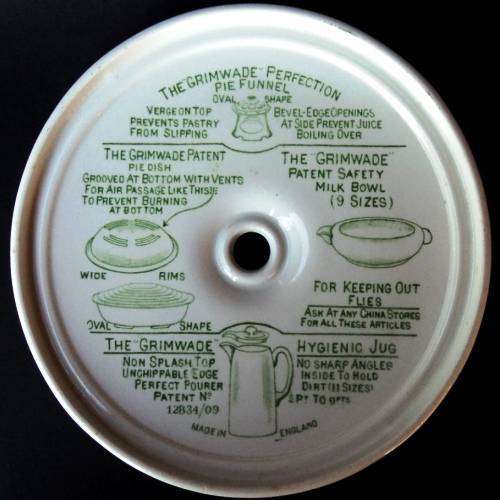 THE "GRIMWADE" PERFECTION
PIE FUNNEL
OVAL SHAPE
VERGE ON TOP
PREVENTS PASTRY
FROM SLIPPING
BEVEL-EDGE OPENINGS
AT SIDE PREVENT JUICE
BOILING OVER
THE GRIMWADE PATENT
PIE DISH
GROOVED AT BOTTOM WITH VENTS
FOR AIR PASSAGE LIKE THIS
TO PREVENT BURNING
AT BOTTOM
WIDE RIMS
OVAL SHAPE
THE "GRIMWADE"
PATENT SAFETY
MILK BOWL
(9 SIZES)
FOR KEEPING OUT
FLIES
ASK AT ANY CHINA STORES
FOR ALL THESE ARTICLES
THE "GRIMWADE" HYGIENIC JUG
NON SPLASH TOP
UNCHIPPABLE EDGE
PERFECT POURER
PATENT NO
12834/09
NO SHARP ANGLES
INSIDE TO HOLD
DIRT (11 SIZES)
PT TO 9PTS
MADE IN ENGLAND